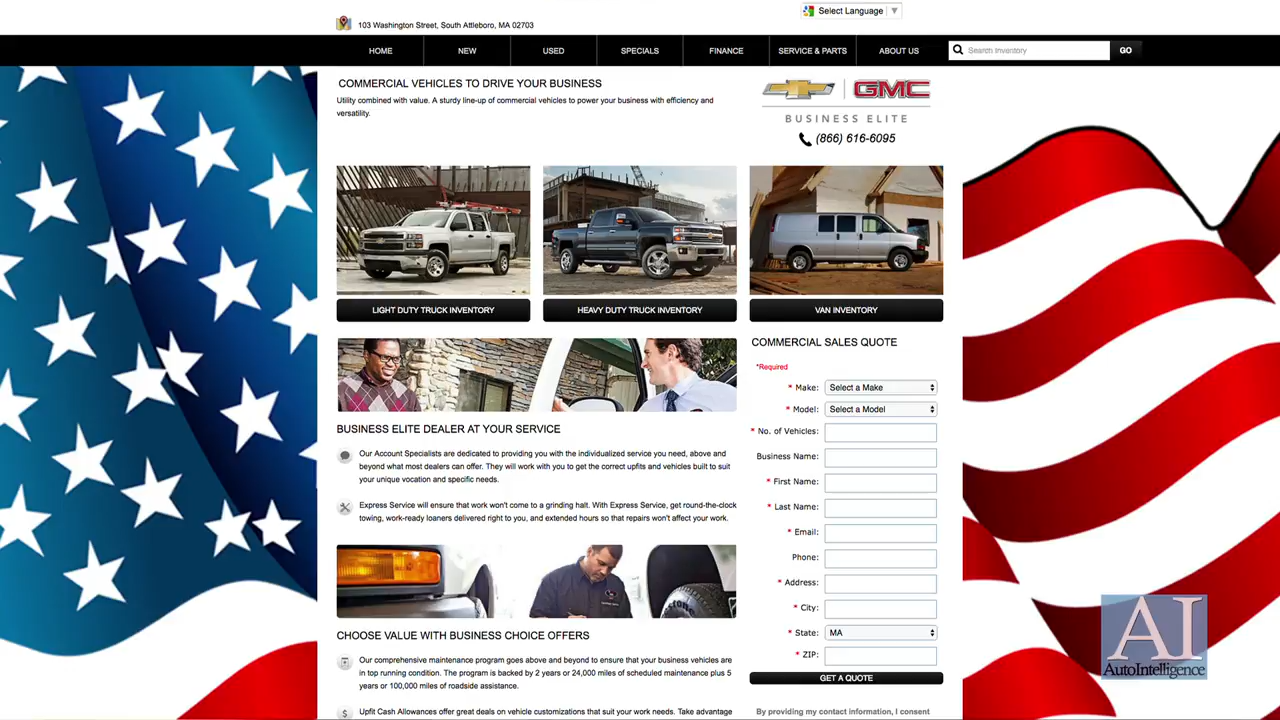 103 Washington Street, South Attleboro, MA 02703
Select Language ▼
HOME
NEW
USED
SPECIALS
FINANCE
SERVICE & PARTS
ABOUT US
Search Inventory
GO
COMMERCIAL VEHICLES TO DRIVE YOUR BUSINESS
Utility combined with value. A sturdy line-up of commercial vehicles to power your business with efficiency and
versatility.
GMC
BUSINESS ELITE
(866) 616-6095
LIGHT DUTY TRUCK INVENTORY
HEAVY DUTY TRUCK INVENTORY
VAN INVENTORY
BUSINESS ELITE DEALER AT YOUR SERVICE
Our Account Specialists are dedicated to providing you with the individualized service you need, above and
beyond what most dealers can offer. They will work with you to get the correct upfits and vehicles built to suit
your unique vocation and specific needs.
Express Service will ensure that work won't come to a grinding halt. With Express Service, get round-the-clock
towing, work-ready loaners delivered right to you, and extended hours so that repairs won't affect your work.
CHOOSE VALUE WITH BUSINESS CHOICE OFFERS
Our comprehensive maintenance program goes above and beyond to ensure that your business vehicles are
in top running condition. The program is backed by 2 years or 24,000 miles of scheduled maintenance plus 5
years or 100,000 miles of roadside assistance.
$ Upfit Cash Allowances offer great deals on vehicle customizations that suit your work needs. Take advantage
COMMERCIAL SALES QUOTE
*Required
* Make: Select a Make
* Model: Select a Model
* No. of Vehicles:
Business Name:
* First Name:
* Last Name:
* Email:
Phone:
* Address:
* City:
* State: MA
* ZIP:
GET A QUOTE
By providing my contact information, I consent
AI
AutoIntelligence